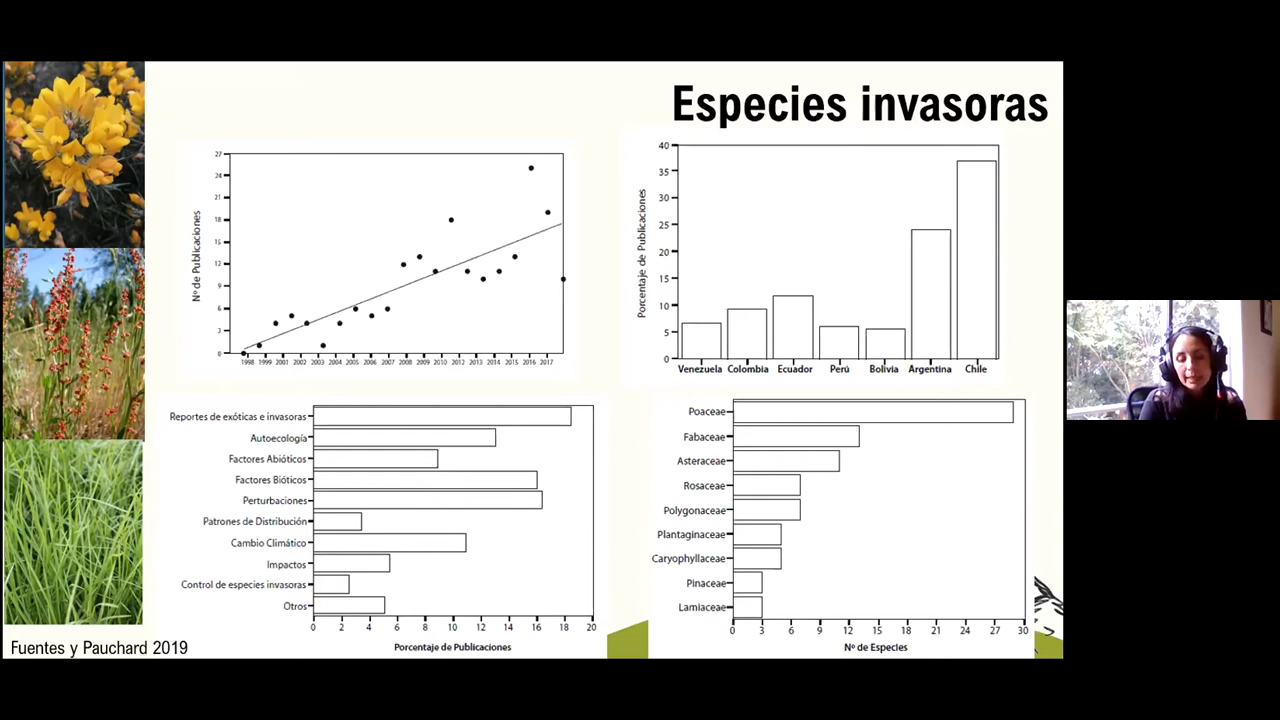 Especies invasoras
Nº de Publicaciones
27
24
21
18
15
12
9
6
3
0
1998 1999 2001 2002 2003 2004 2005 2006 2007 2008 2009 2010 2012 2013 2014 2015 2016 2017
Porcentaje de Publicaciones
40
35
30
25
20
15
10
5
0
Venezuela Colombia Ecuador Perú Bolivia Argentina Chile
Reportes de exóticas e invasoras
Autoecología
Factores Abióticos
Factores Bióticos
Perturbaciones
Patrones de Distribución
Cambio Climático
Impactos
Control de especies invasoras
Otros
0 2 4 6 8 10 12 14 16 18 20
Porcentaje de Publicaciones
Poaceae
Fabaceae
Asteraceae
Rosaceae
Polygonaceae
Plantaginaceae
Caryophyllaceae
Pinaceae
Lamiaceae
0 3 6 9 12 15 18 21 24 27 30
Nº de Especies
Fuentes y Pauchard 2019